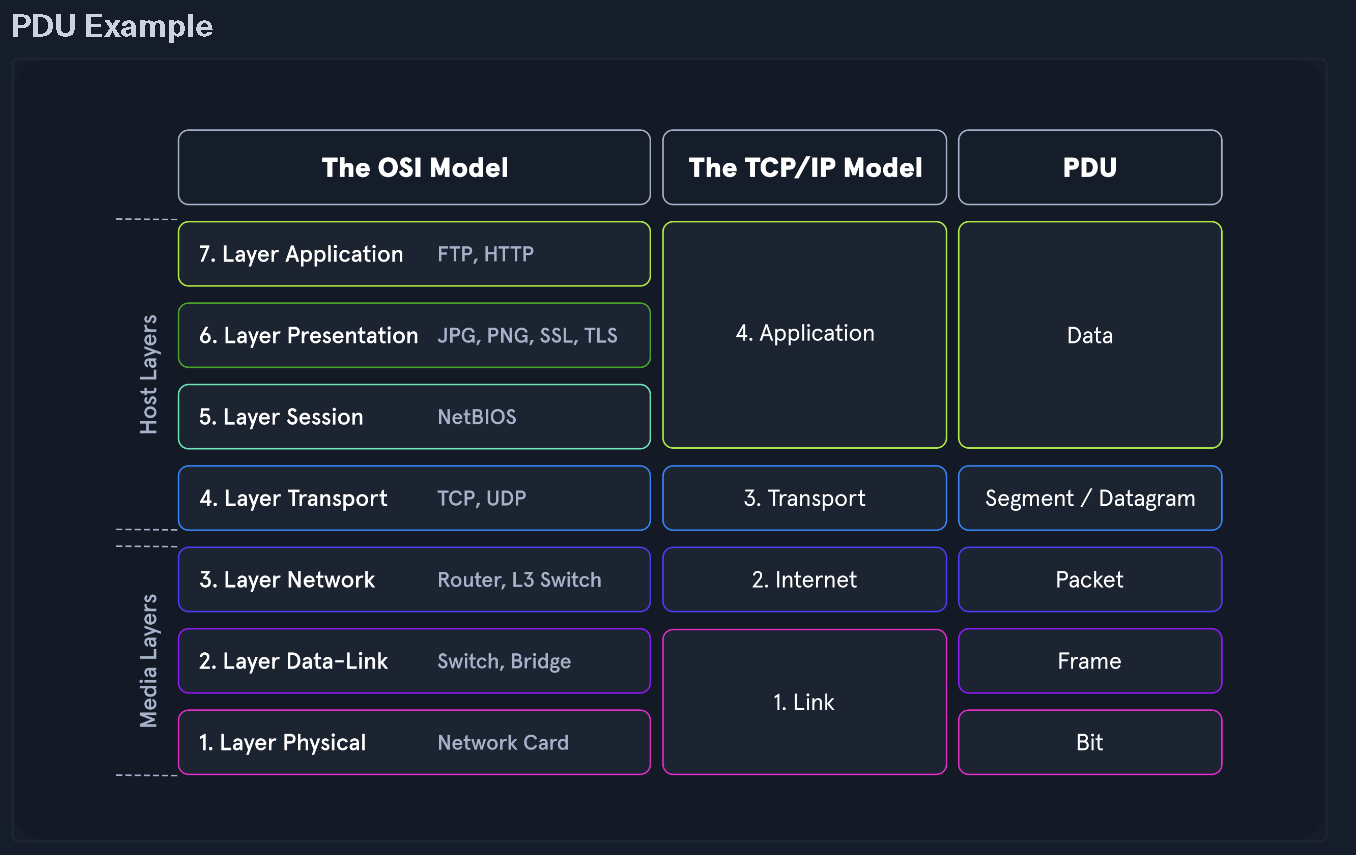 PDU Example
The OSI Model
The TCP/IP Model
PDU
Host Layers
7. Layer Application FTP, HTTP
6. Layer Presentation JPG, PNG, SSL, TLS
5. Layer Session NetBIOS
4. Application
Data
4. Layer Transport TCP, UDP
3. Transport
Segment / Datagram
Media Layers
3. Layer Network Router, L3 Switch
2. Internet
Packet
2. Layer Data-Link Switch, Bridge
Frame
1. Link
1. Layer Physical Network Card
Bit